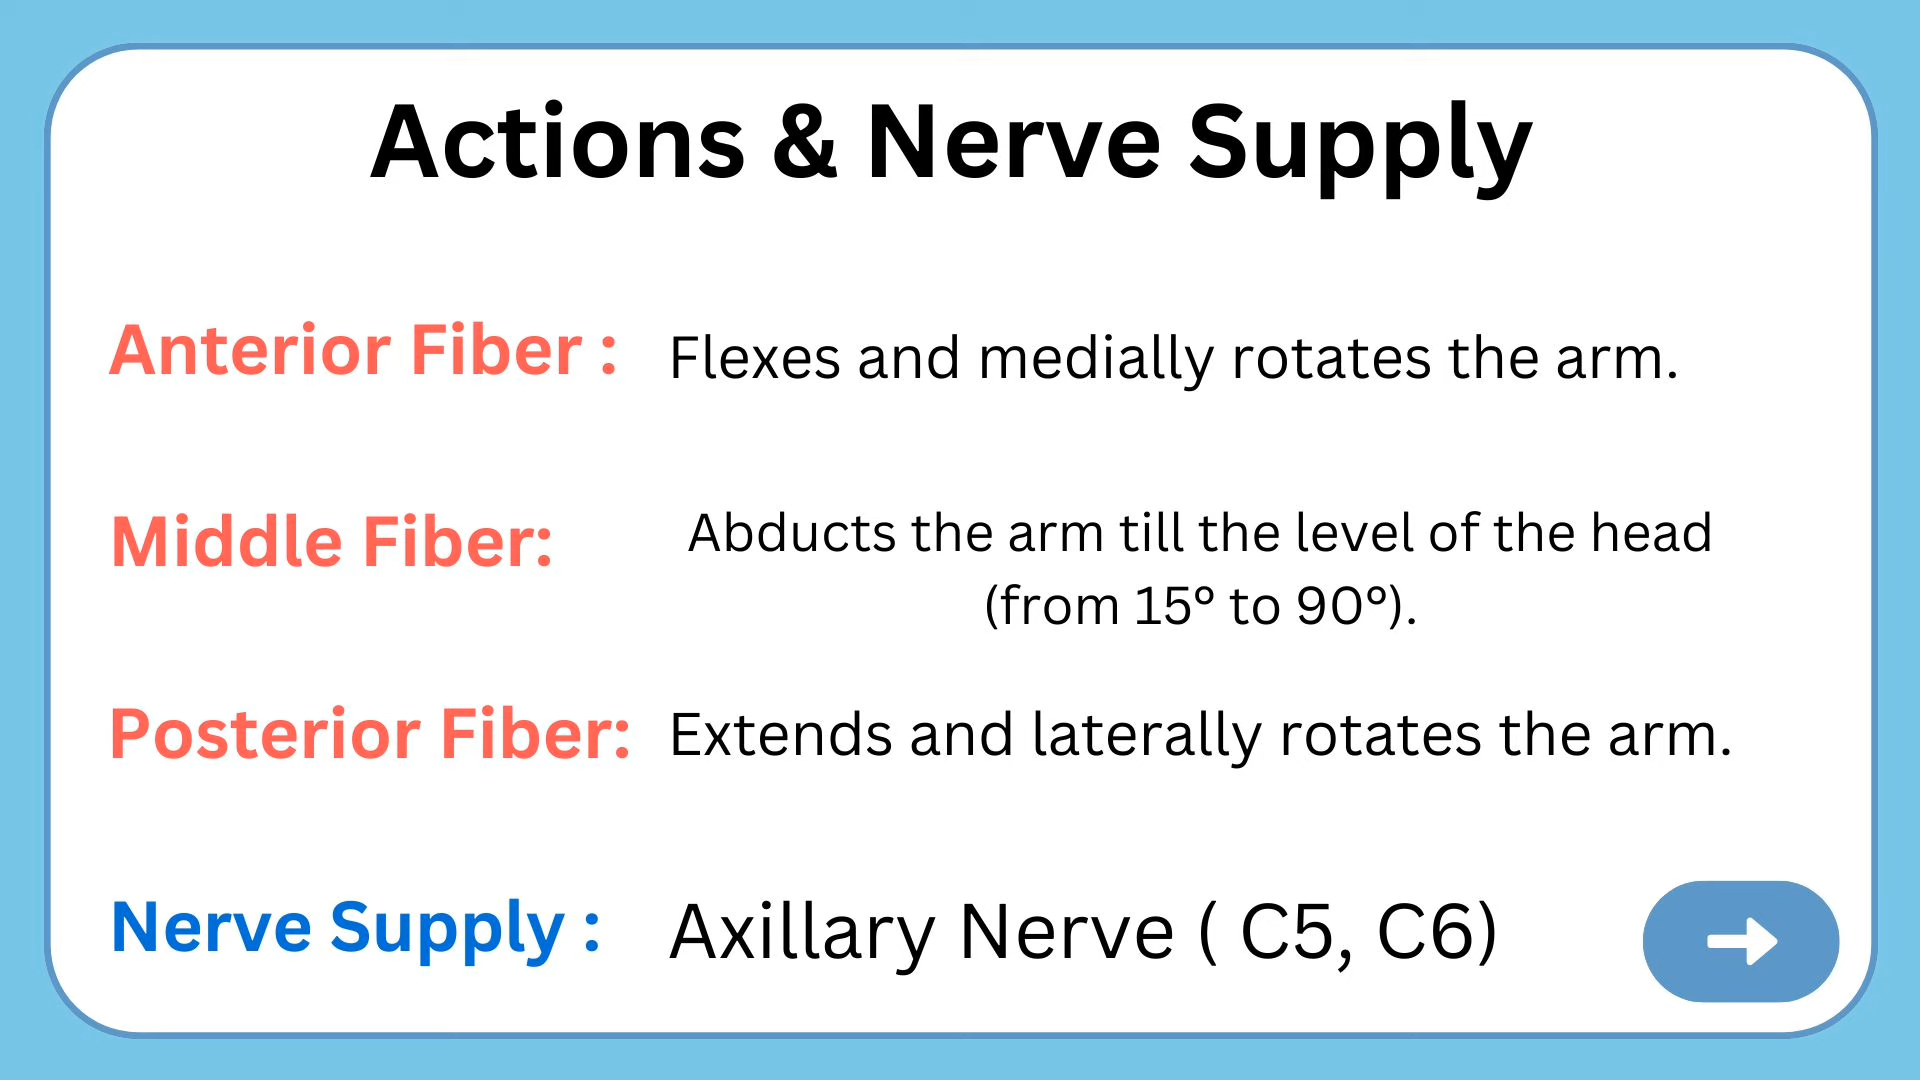 Actions & Nerve Supply
Anterior Fiber : Flexes and medially rotates the arm.
Middle Fiber: Abducts the arm till the level of the head
(from 15° to 90°).
Posterior Fiber: Extends and laterally rotates the arm.
Nerve Supply : Axillary Nerve ( C5, C6)